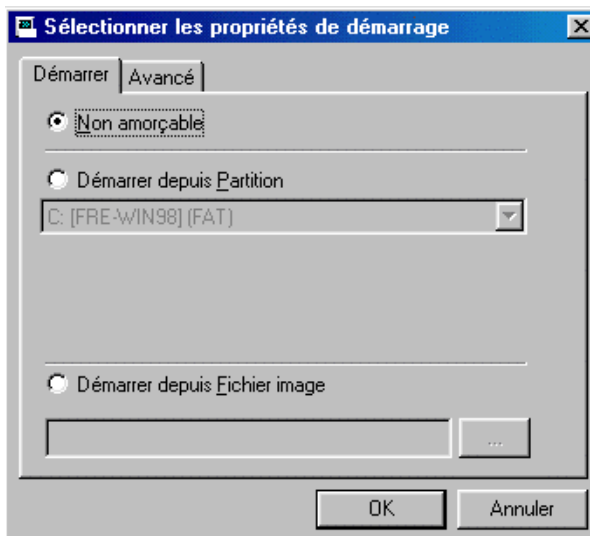 Sélectionner les propriétés de démarrage
Démarrer
Avancé
Non amorçable
Démarrer depuis Partition
C: [FRE-WIN98] (FAT)
Démarrer depuis Fichier image
...
OK
Annuler